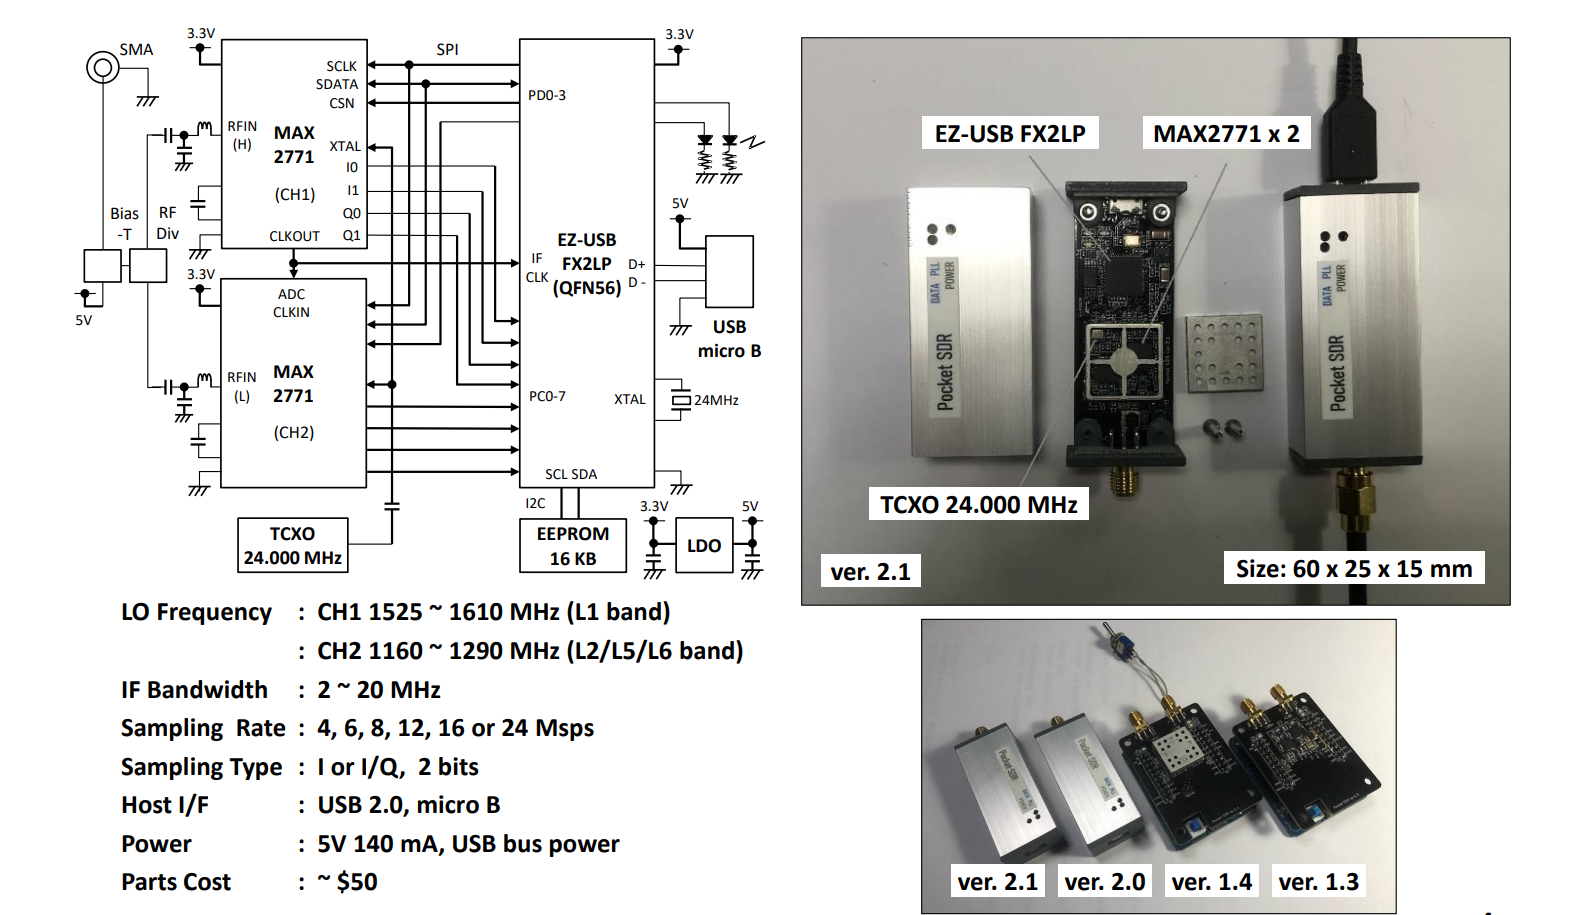 3.3V
SMA
SPI
3.3V
SCLK
SDATA
CSN
PD0-3
RFIN
(H)
MAX
2771
XTAL
I0
(CH1)
I1
Q0
Q1
CLKOUT
Bias
-T
RF
Div
5V
EZ-USB
FX2LP
(QFN56)
IF
CLK
D+
D -
USB
micro B
3.3V
5V
ADC
CLKIN
RFIN
(L)
MAX
2771
(CH2)
PC0-7
XTAL
24MHz
SCL SDA
I2C
TCXO
24.000 MHz
EEPROM
16 KB
3.3V
5V
LDO
LO Frequency : CH1 1525 ~ 1610 MHz (L1 band)
: CH2 1160 ~ 1290 MHz (L2/L5/L6 band)
IF Bandwidth : 2 ~ 20 MHz
Sampling Rate : 4, 6, 8, 12, 16 or 24 Msps
Sampling Type : I or I/Q, 2 bits
Host I/F : USB 2.0, micro B
Power : 5V 140 mA, USB bus power
Parts Cost : ~ $50
EZ-USB FX2LP
MAX2771 x 2
Pocket SDR
DATA PLL
POWER
Pocket SDR
DATA PLL
POWER
TCXO 24.000 MHz
ver. 2.1
Size: 60 x 25 x 15 mm
Pocket SDR
Pocket SDR
ver. 2.1
ver. 2.0
ver. 1.4
ver. 1.3